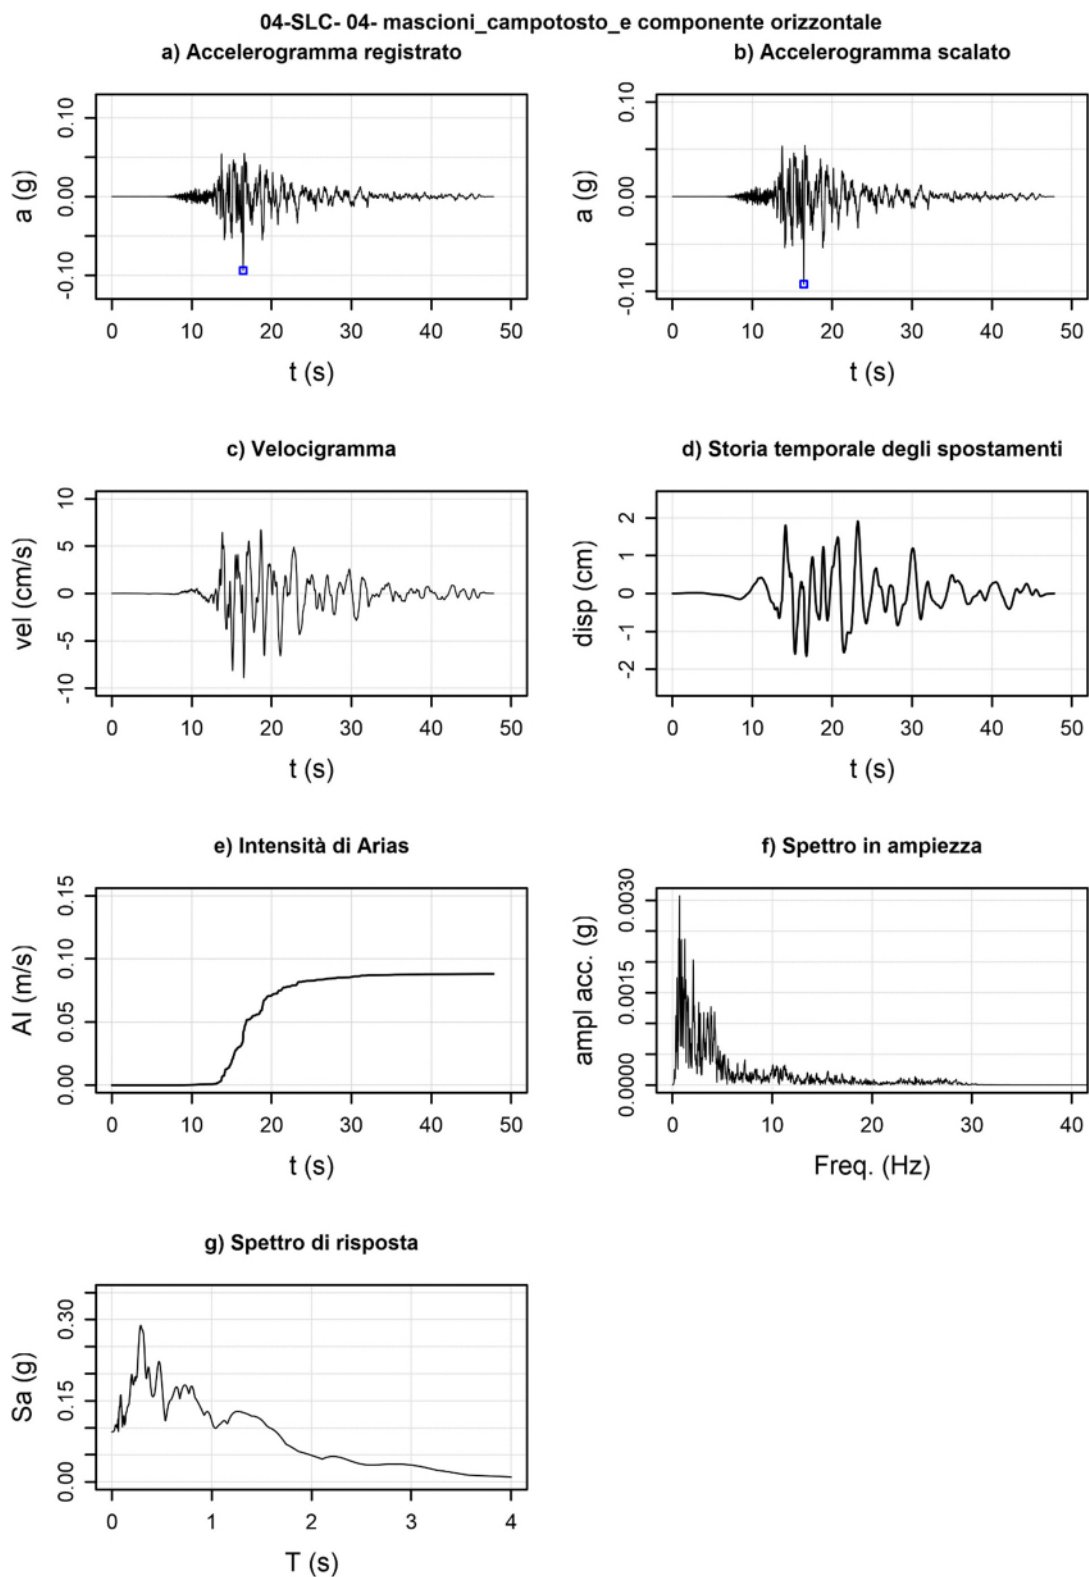 04-SLC- 04- mascioni_campotosto_e componente orizzontale
a) Accelerogramma registrato
b) Accelerogramma scalato
a (g)
0.10
0.00
-0.10
0 10 20 30 40 50
t (s)
a (g)
0.10
0.00
-0.10
0 10 20 30 40 50
t (s)
c) Velocigramma
d) Storia temporale degli spostamenti
vel (cm/s)
10
5
0
-5
-10
0 10 20 30 40 50
t (s)
disp (cm)
2
1
0
-1
-2
0 10 20 30 40 50
t (s)
e) Intensità di Arias
f) Spettro in ampiezza
AI (m/s)
0.15
0.10
0.05
0.00
0 10 20 30 40 50
t (s)
ampl acc. (g)
0.0030
0.0015
0.0000
0 10 20 30 40
Freq. (Hz)
g) Spettro di risposta
Sa (g)
0.30
0.15
0.00
0 1 2 3 4
T (s)